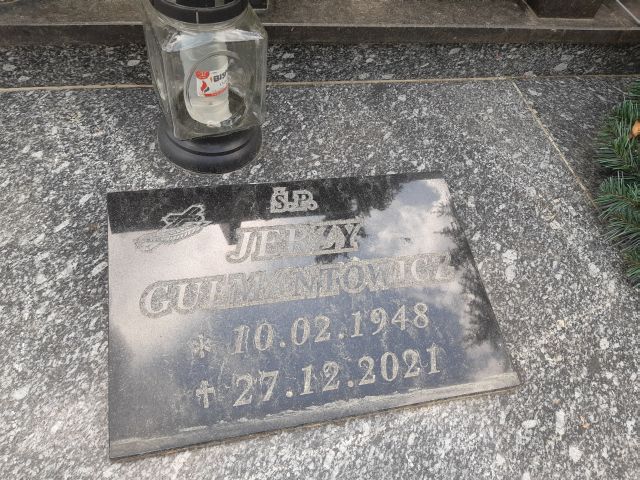 Ś.P.
JERZY
GULMANTOWICZ
* 10.02.1948
✝ 27.12.2021